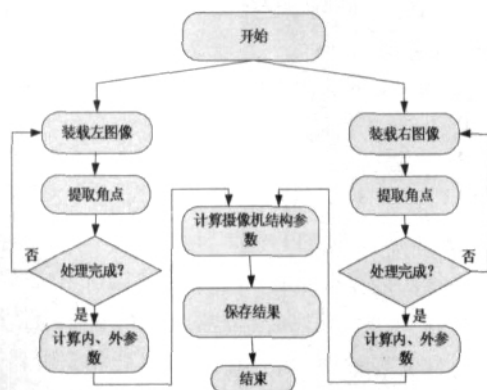 开始
装载左图像
装载右图像
提取角点
提取角点
计算摄像机结构参
数
否
处理完成?
处理完成?
否
是
保存结果
是
计算内、外参
数
计算内、外参
数
结束